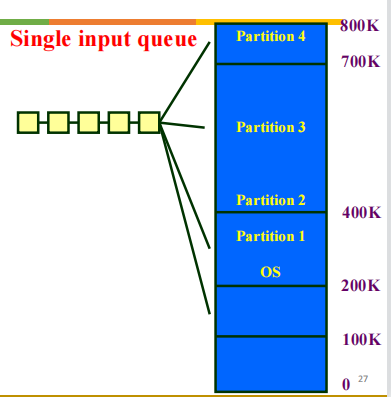 Single input queue
Partition 4
800K
700K
Partition 3
Partition 2
400K
Partition 1
OS
200K
100K
0
27